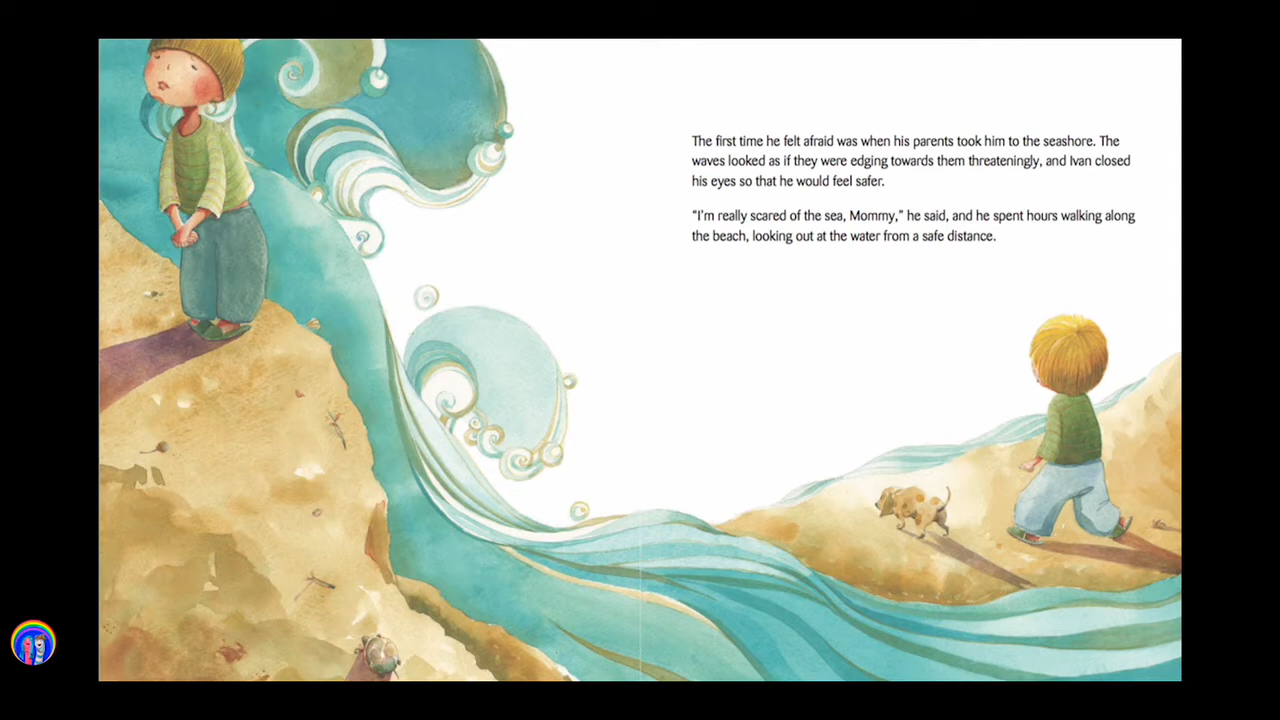 The first time he felt afraid was when his parents took him to the seashore. The
waves looked as if they were edging towards them threateningly, and Ivan closed
his eyes so that he would feel safer.
“I’m really scared of the sea, Mommy,” he said, and he spent hours walking along
the beach, looking out at the water from a safe distance.